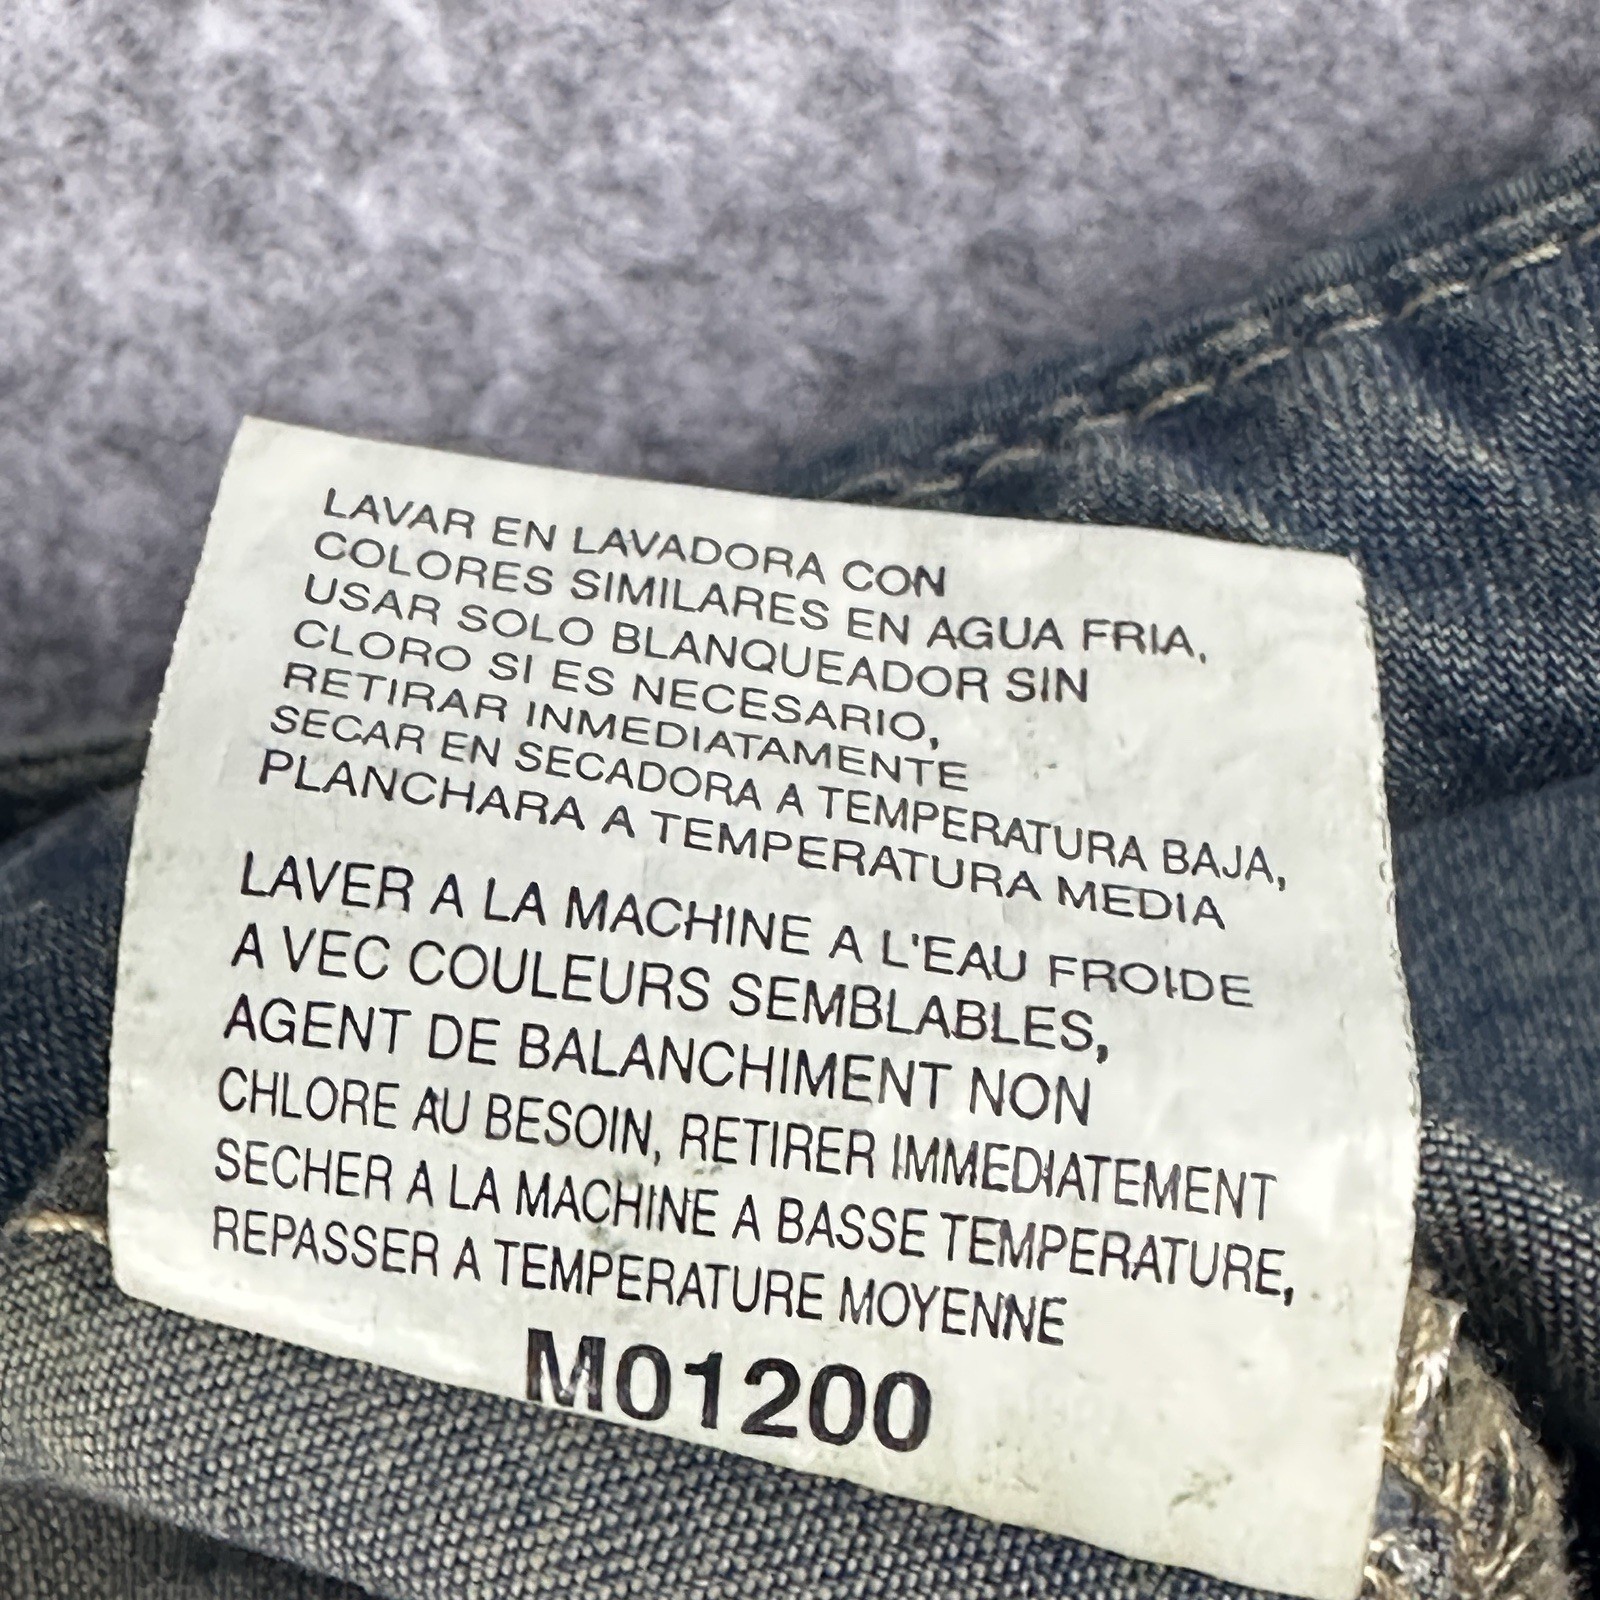 LAVAR EN LAVADORA CON
COLORES SIMILARES EN AGUA FRIA,
USAR SOLO BLANQUEADOR SIN
CLORO SI ES NECESARIO,
RETIRAR INMEDIATAMENTE
SECAR EN SECADORA A TEMPERATURA BAJA,
PLANCHARA A TEMPERATURA MEDIA
LAVER A LA MACHINE A L'EAU FROIDE
A VEC COULEURS SEMBLABLES,
AGENT DE BALANCHIMENT NON
CHLORE AU BESOIN, RETIRER IMMEDIATEMENT
SECHER A LA MACHINE A BASSE TEMPERATURE,
REPASSER A TEMPERATURE MOYENNE
M01200